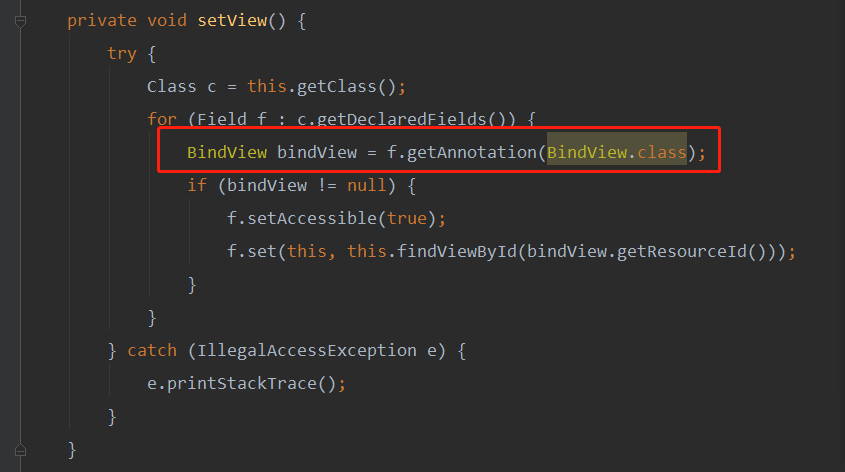 private void setView() {
try {
Class c = this.getClass();
for (Field f : c.getDeclaredFields()) {
BindView bindView = f.getAnnotation(BindView.class);
if (bindView != null) {
f.setAccessible(true);
f.set(this, this.findViewById(bindView.getResourceId()));
}
}
} catch (IllegalAccessException e) {
e.printStackTrace();
}
}